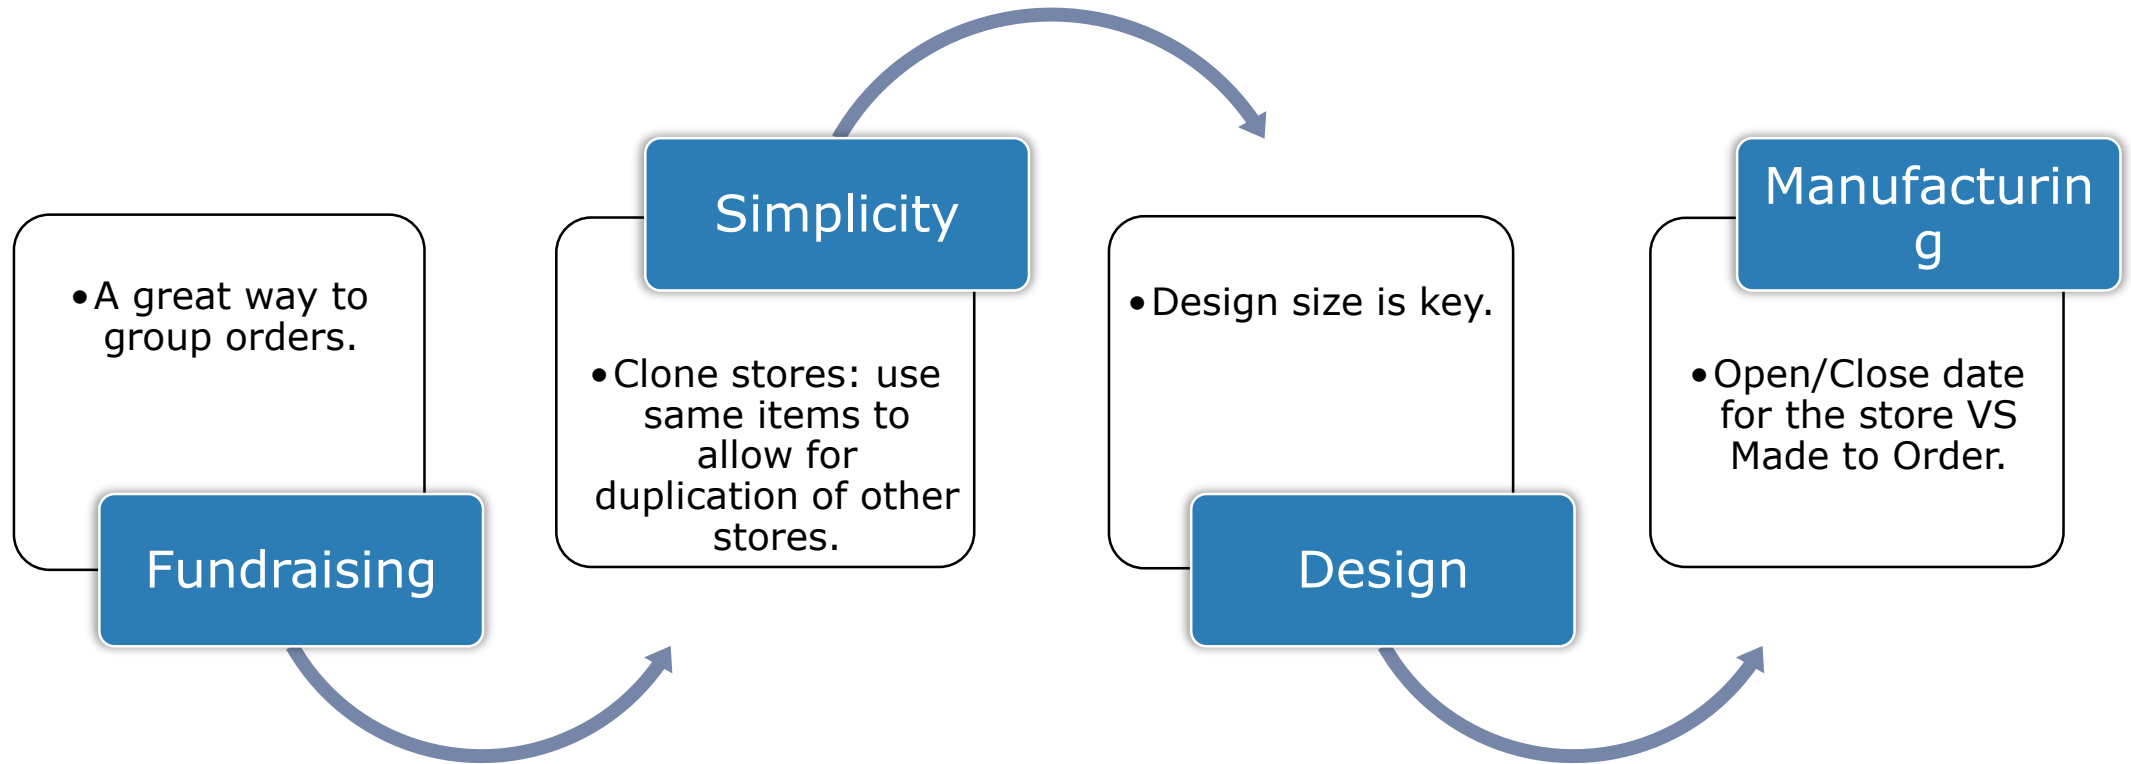 •A great way to
group orders.
Fundraising
Simplicity
•Clone stores: use
same items to
allow for
duplication of other
stores.
•Design size is key.
Design
Manufacturin
g
•Open/Close date
for the store VS
Made to Order.